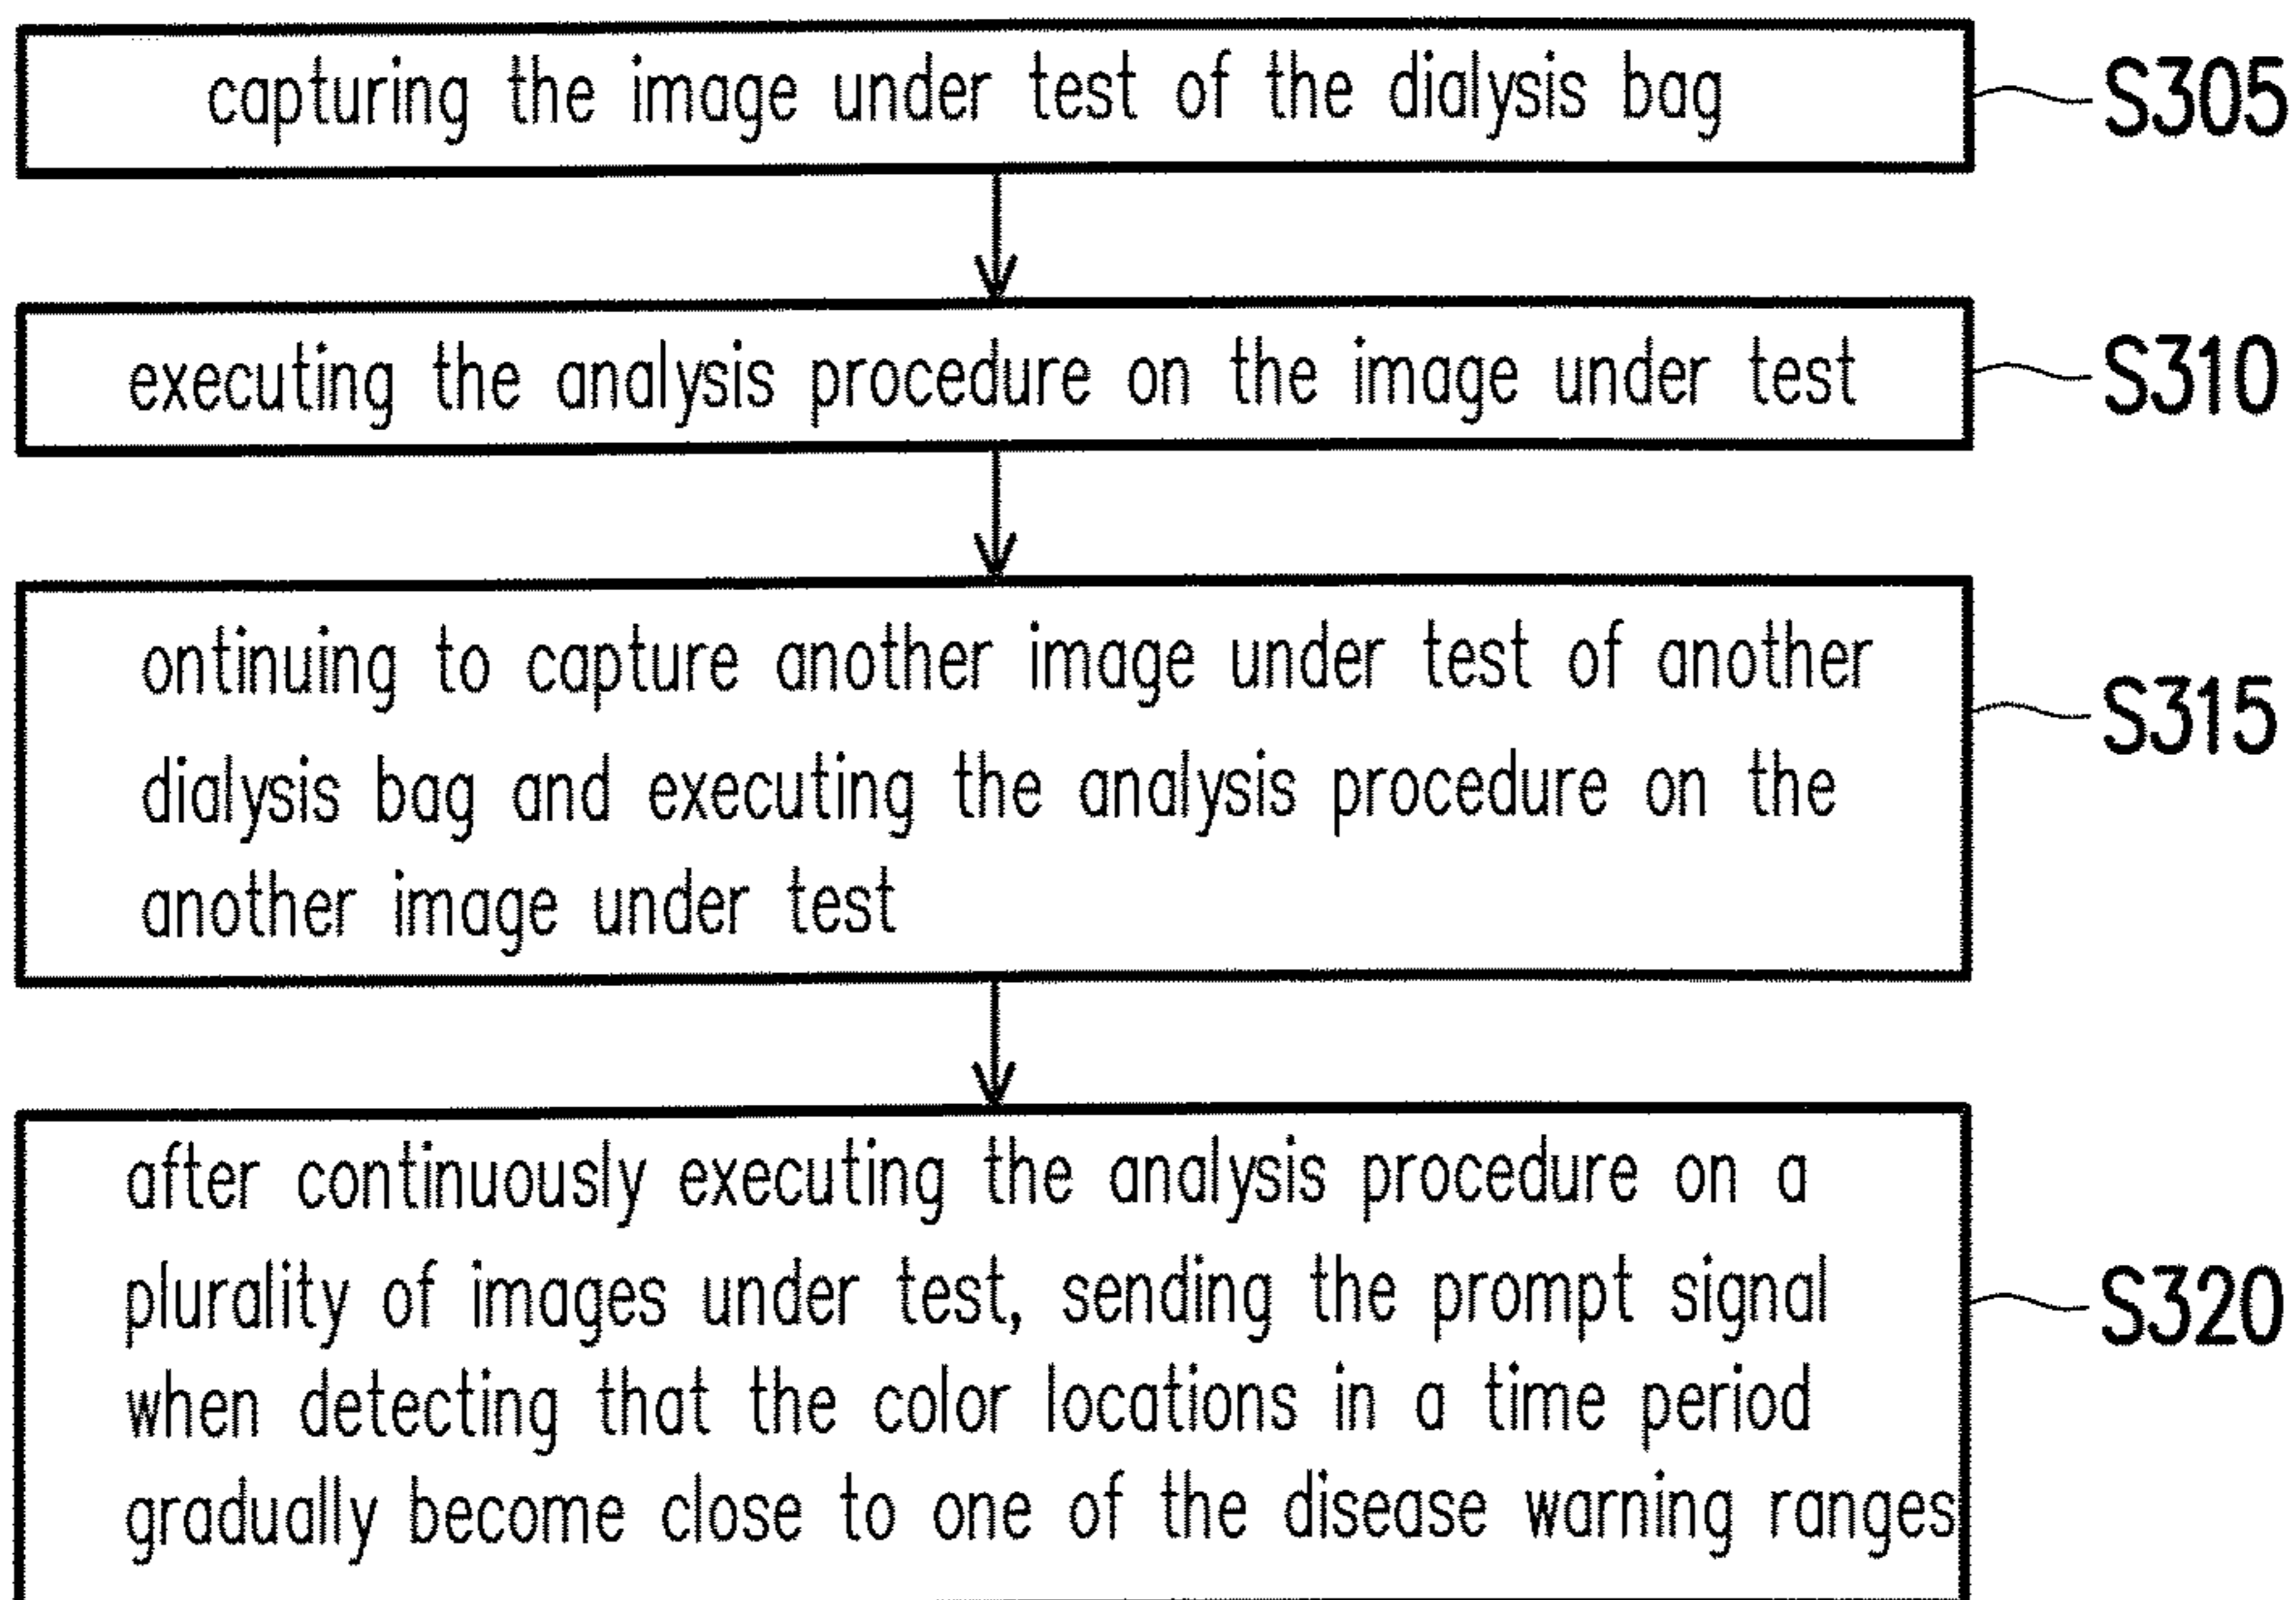 capturing the image under test of the dialysis bag
S305
executing the analysis procedure on the image under test
S310
ontinuing to capture another image under test of another
dialysis bag and executing the analysis procedure on the
another image under test
S315
after continuously executing the analysis procedure on a
plurality of images under test, sending the prompt signal
when detecting that the color locations in a time period
gradually become close to one of the disease warning ranges
S320